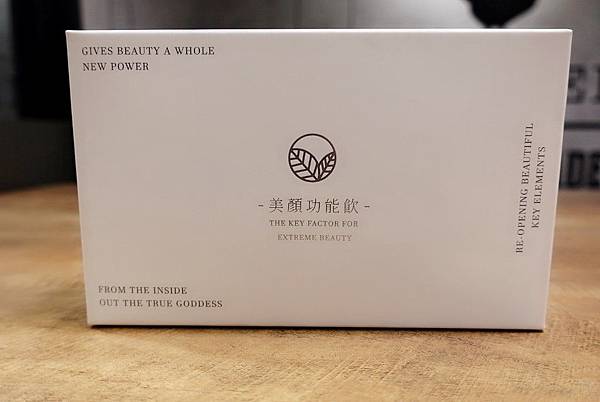 GIVES BEAUTY A WHOLE
NEW POWER
-美顏功能飲-
THE KEY FACTOR FOR
EXTREME BEAUTY
RE-OPENING BEAUTIFUL
KEY ELEMENTS
FROM THE INSIDE
OUT THE TRUE GODDESS